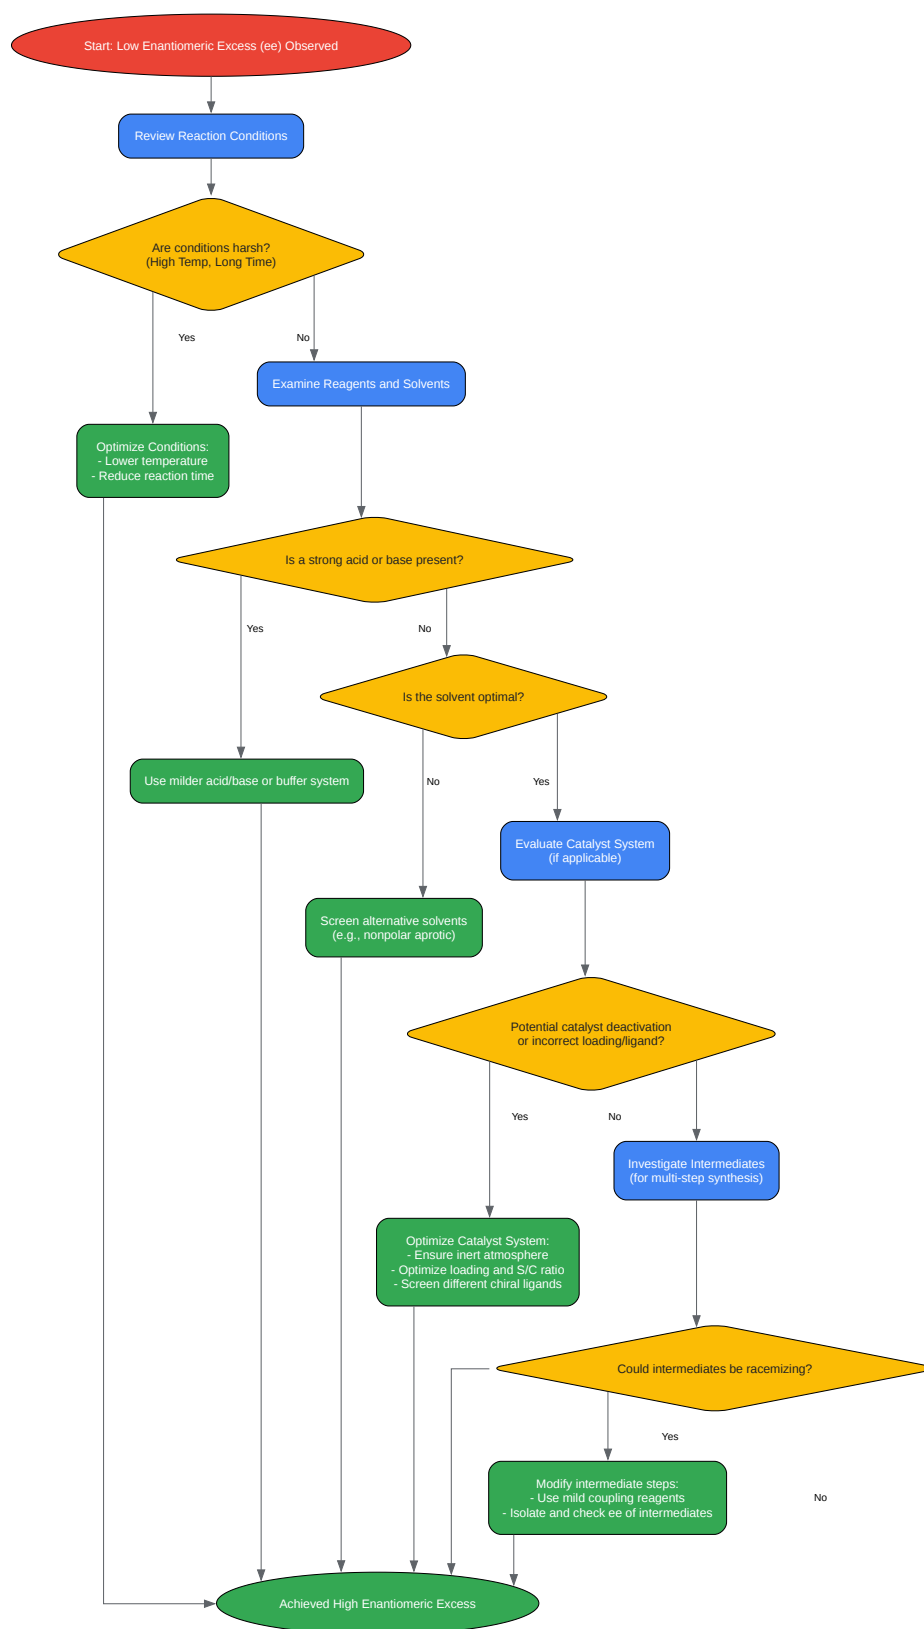 Start: Low Enantiomeric Excess (ee) Observed
Review Reaction Conditions
Are conditions harsh?
(High Temp, Long Time)
Yes
No
Examine Reagents and Solvents
Optimize Conditions:
- Lower temperature
- Reduce reaction time
Is a strong acid or base present?
Yes
No
Is the solvent optimal?
Use milder acid/base or buffer system
No
Yes
Evaluate Catalyst System
(if applicable)
Screen alternative solvents
(e.g., nonpolar aprotic)
Potential catalyst deactivation
or incorrect loading/ligand?
Yes
No
Investigate Intermediates
(for multi-step synthesis)
Optimize Catalyst System:
- Ensure inert atmosphere
- Optimize loading and S/C ratio
- Screen different chiral ligands
Could intermediates be racemizing?
Yes
No
Modify intermediate steps:
- Use mild coupling reagents
- Isolate and check ee of intermediates
Achieved High Enantiomeric Excess